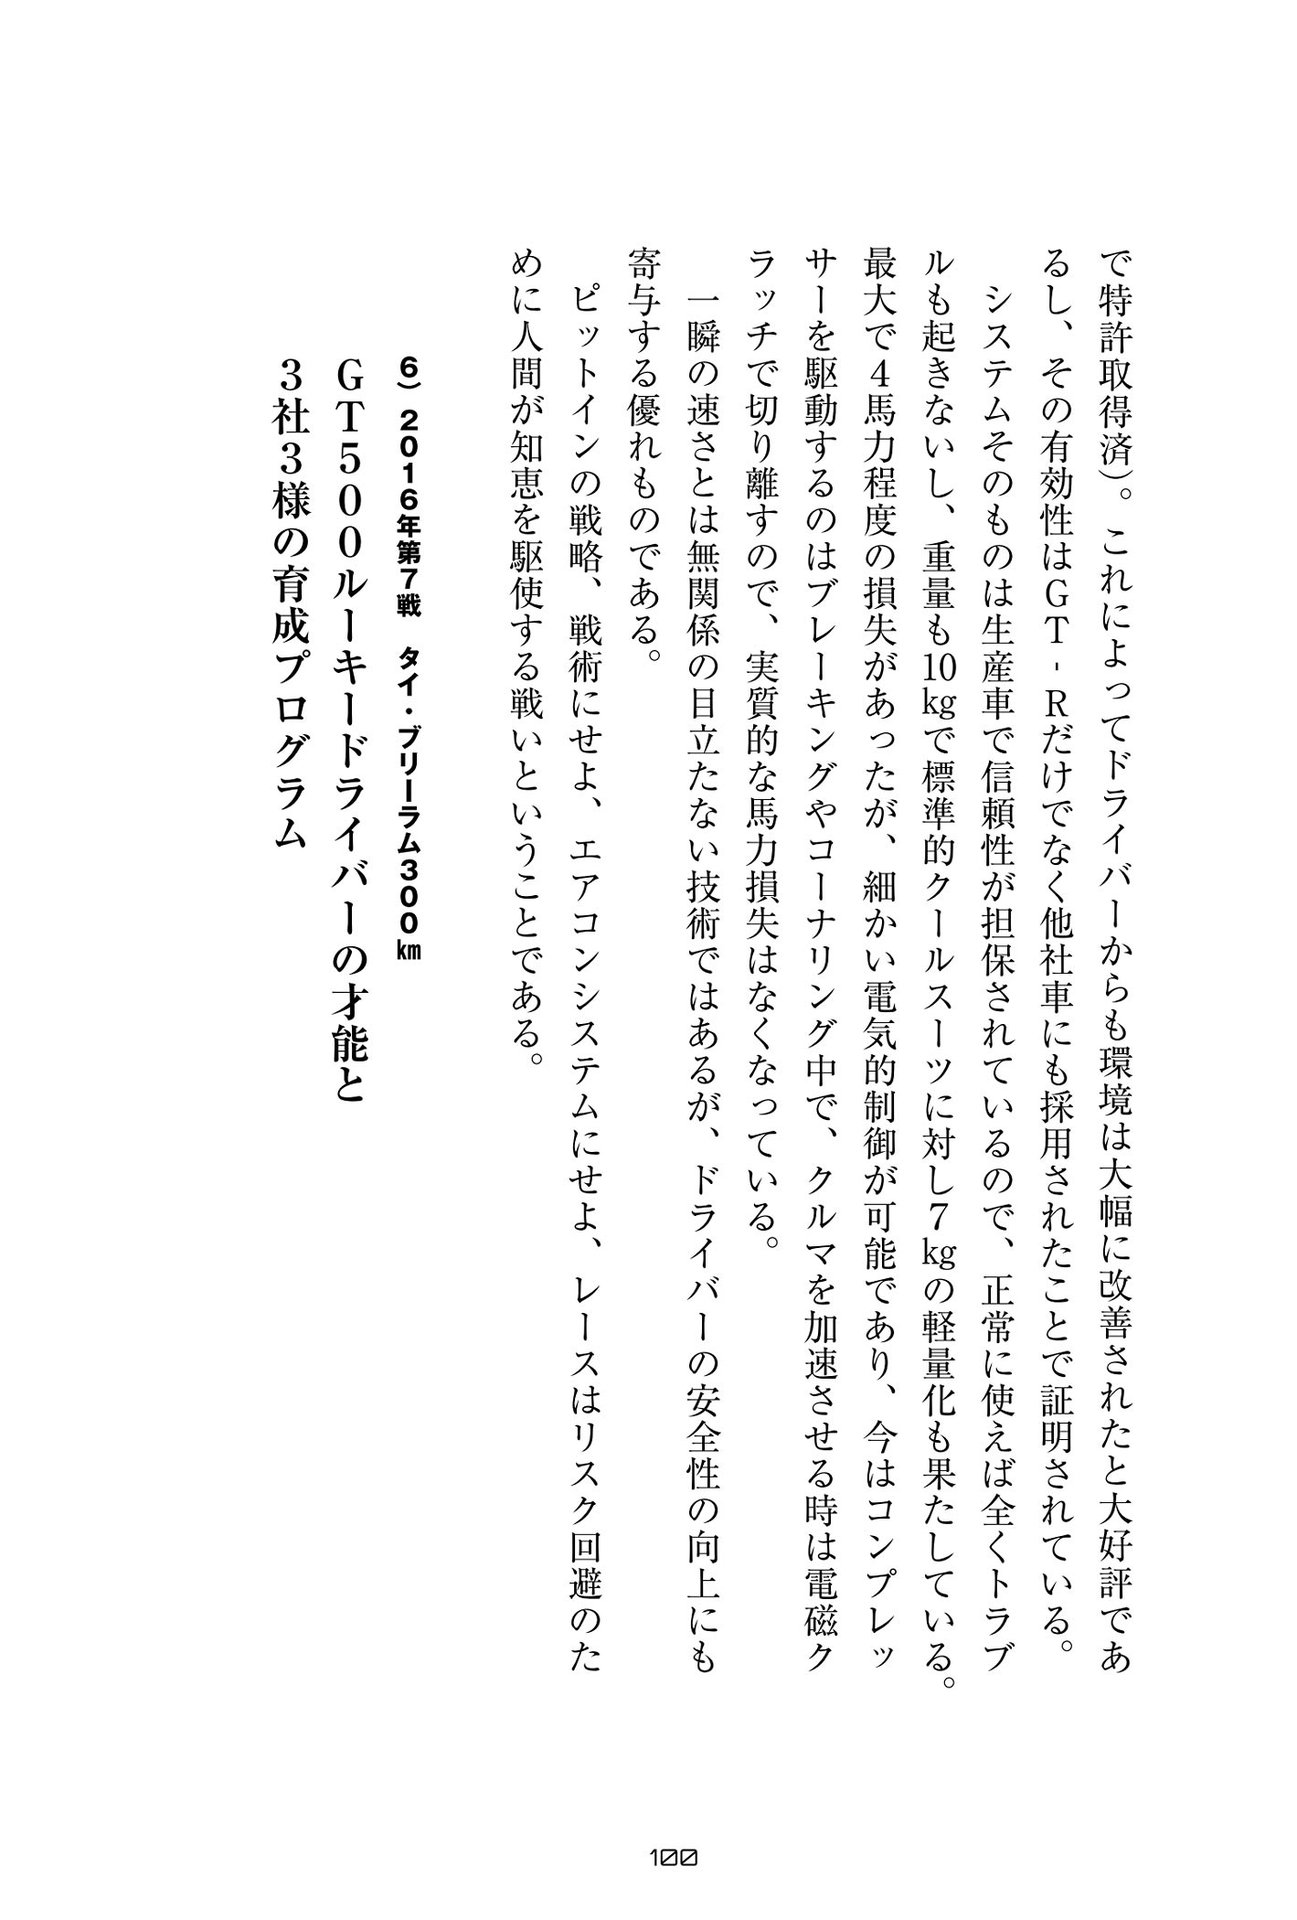 で特許取得済）。これによってドライバーからも環境は大幅に改善されたと大好評であ
るし、その有効性はＧＴ‐Ｒだけでなく他社車にも採用されたことで証明されている。
　システムそのものは生産車で信頼性が担保されているので、正常に使えば全くトラブ
ルも起きないし、重量も10kgで標準的クールスーツに対し７kgの軽量化も果たしている。
最大で４馬力程度の損失があったが、細かい電気的制御が可能であり、今はコンプレッ
サーを駆動するのはブレーキングやコーナリング中で、クルマを加速させる時は電磁ク
ラッチで切り離すので、実質的な馬力損失はなくなっている。
　一瞬の速さとは無関係の目立たない技術ではあるが、ドライバーの安全性の向上にも
寄与する優れものである。
　ピットインの戦略、戦術にせよ、エアコンシステムにせよ、レースはリスク回避のた
めに人間が知恵を駆使する戦いということである。
６）２０１６年第７戦　タイ・ブリーラム３００㎞
ＧＴ５００ルーキードライバーの才能と
３社３様の育成プログラム
100